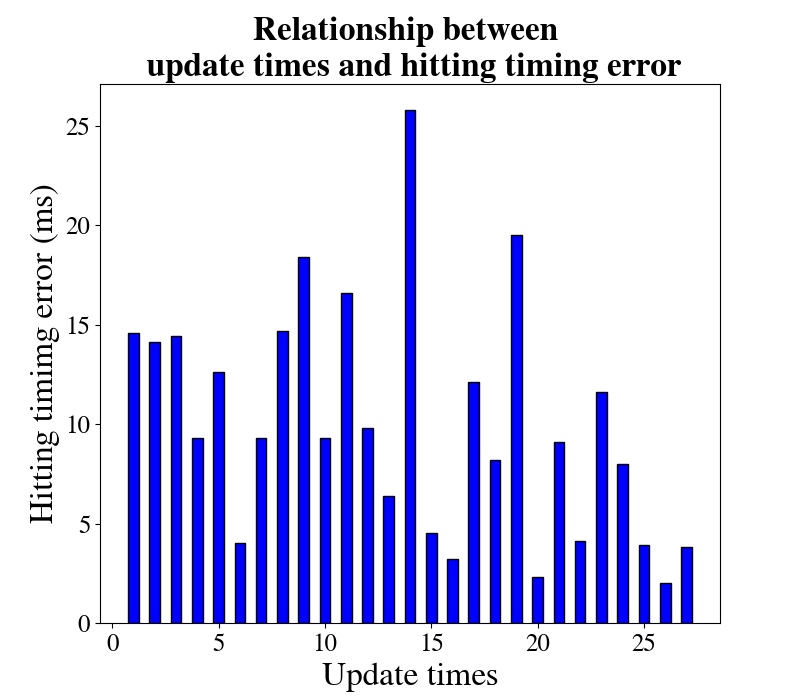 Relationship between
update times and hitting timing error
Hitting timimg error (ms)
25
20
15
10
5
0
0 5 10 15 20 25
Update times